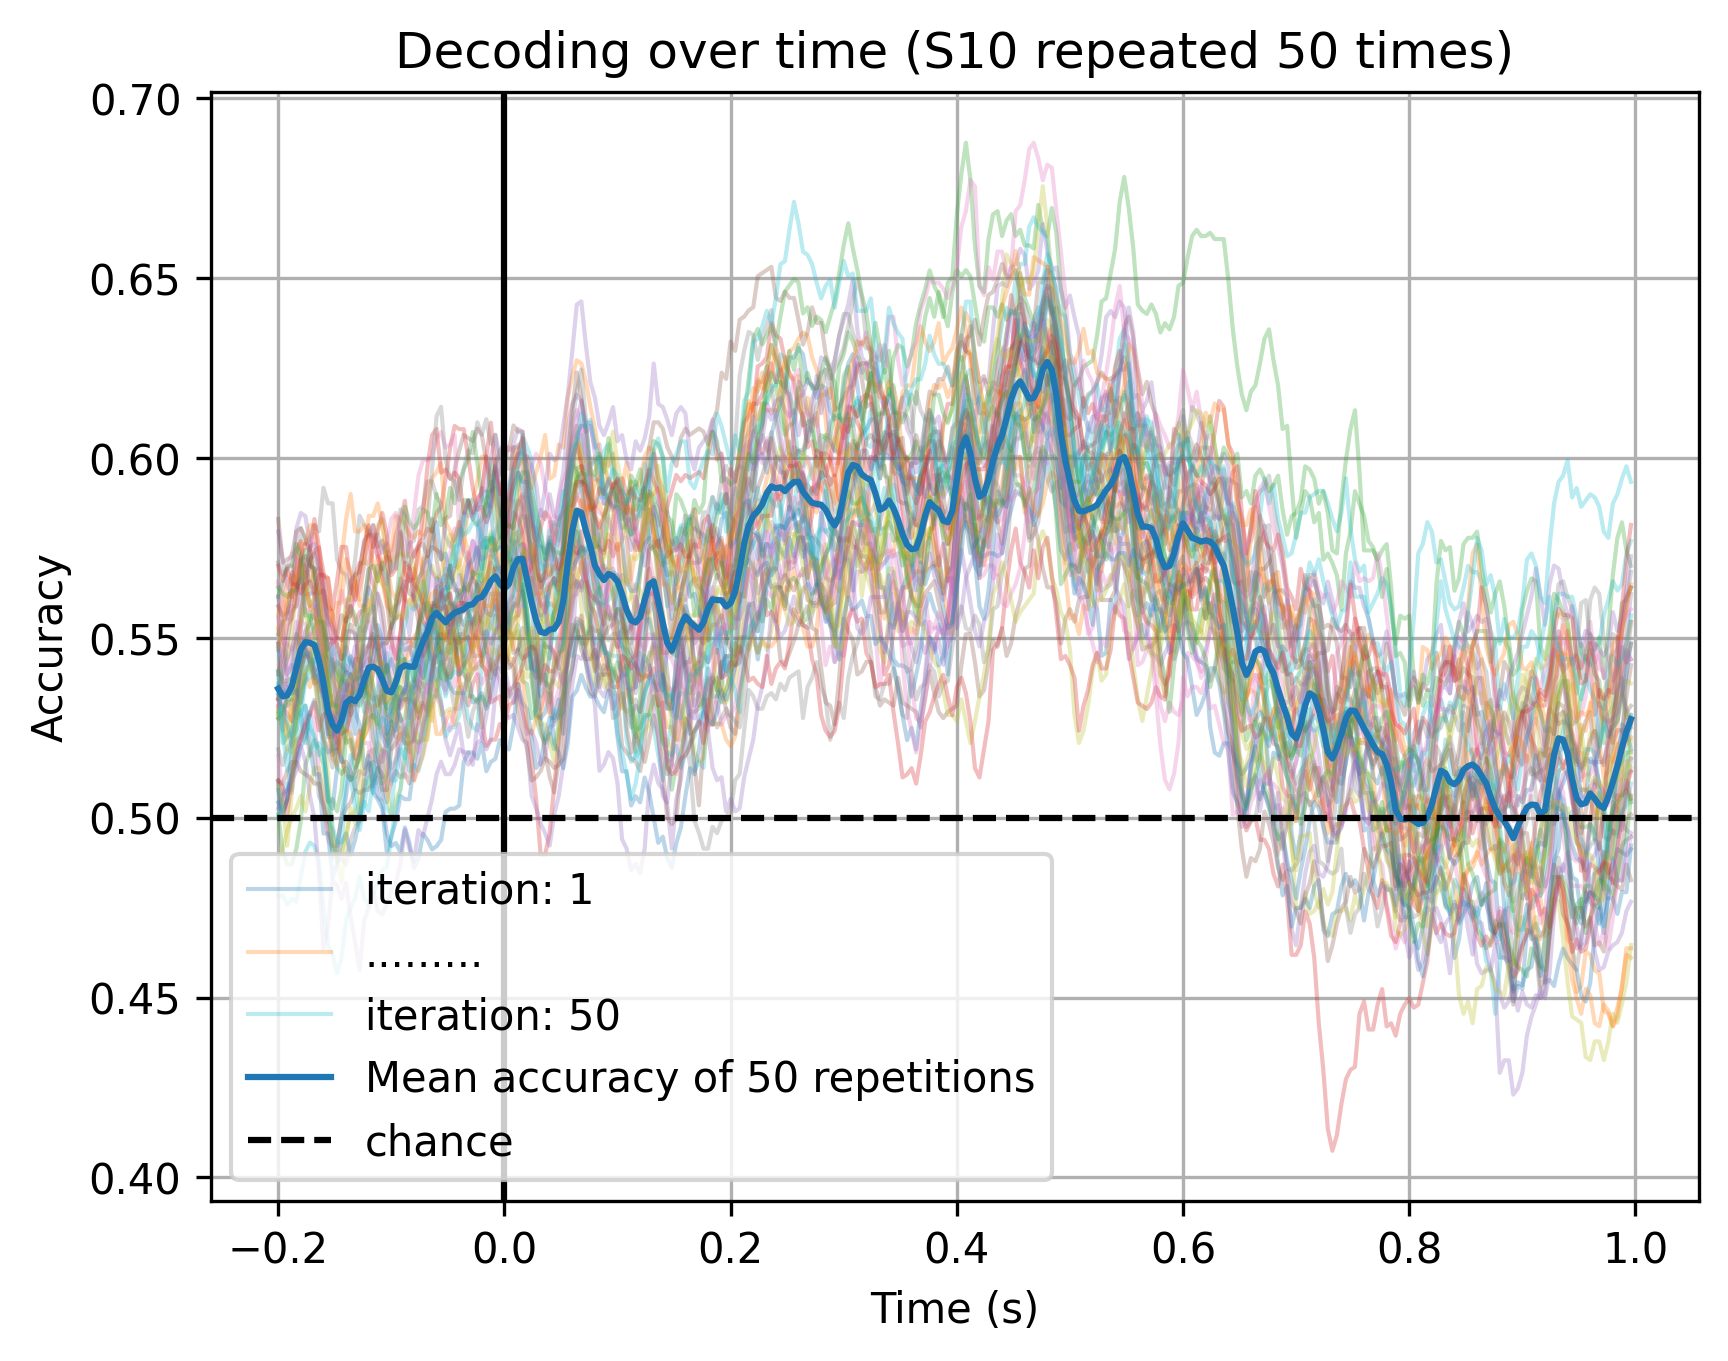 Decoding over time (S10 repeated 50 times)
0.70
0.65
0.60
0.55
0.50
0.45
0.40
Accuracy
iteration: 1
.........
iteration: 50
Mean accuracy of 50 repetitions
chance
−0.2 0.0 0.2 0.4 0.6 0.8 1.0
Time (s)